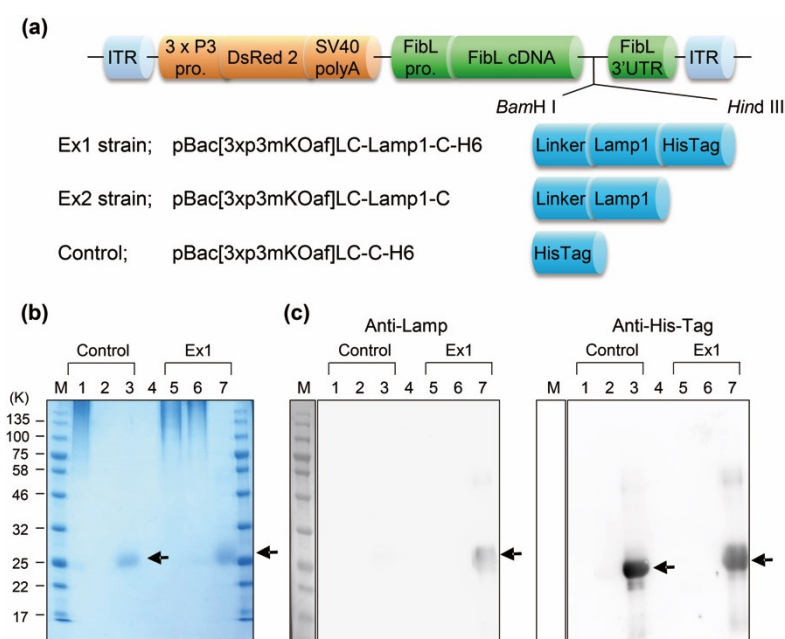 (a)
ITR 3 x P3 pro. DsRed 2 SV40 polyA FibL pro. FibL cDNA FibL 3'UTR ITR
BamH I Hind III
Ex1 strain; pBac[3xp3mKOaf]LC-Lamp1-C-H6 Linker Lamp1 HisTag
Ex2 strain; pBac[3xp3mKOaf]LC-Lamp1-C Linker Lamp1
Control; pBac[3xp3mKOaf]LC-C-H6 HisTag
(b)
Control Ex1
(K) M 1 2 3 4 5 6 7
135
100
75
58
46
32
25
22
17
(c)
Anti-Lamp
Control Ex1
M 1 2 3 4 5 6 7
Anti-His-Tag
Control Ex1
M 1 2 3 4 5 6 7